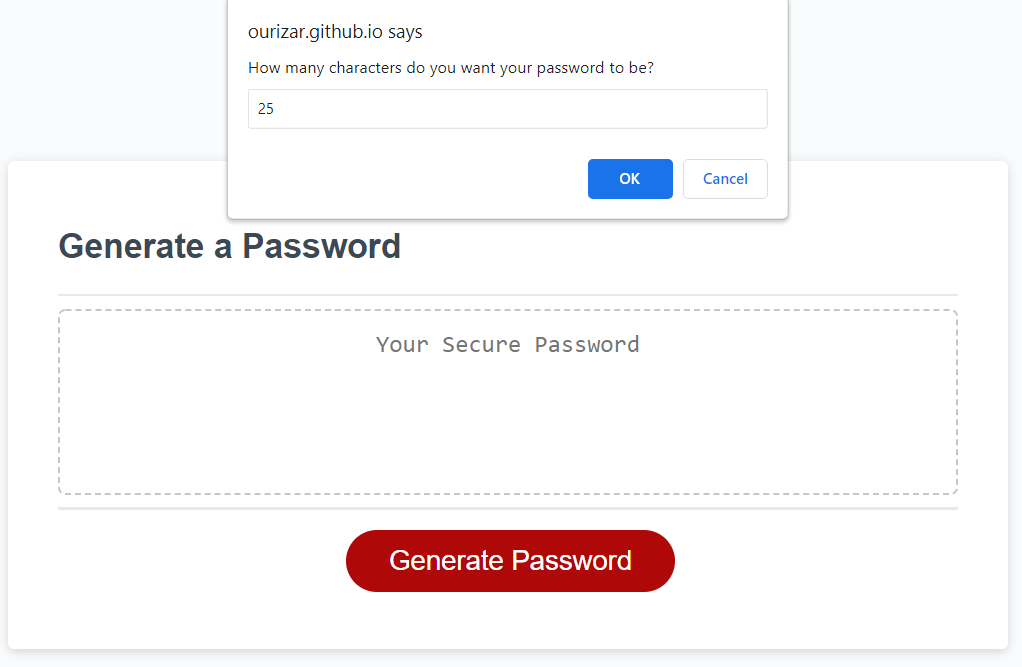 ourizar.github.io says
How many characters do you want your password to be?
25
OK Cancel
Generate a Password
Your Secure Password
Generate Password